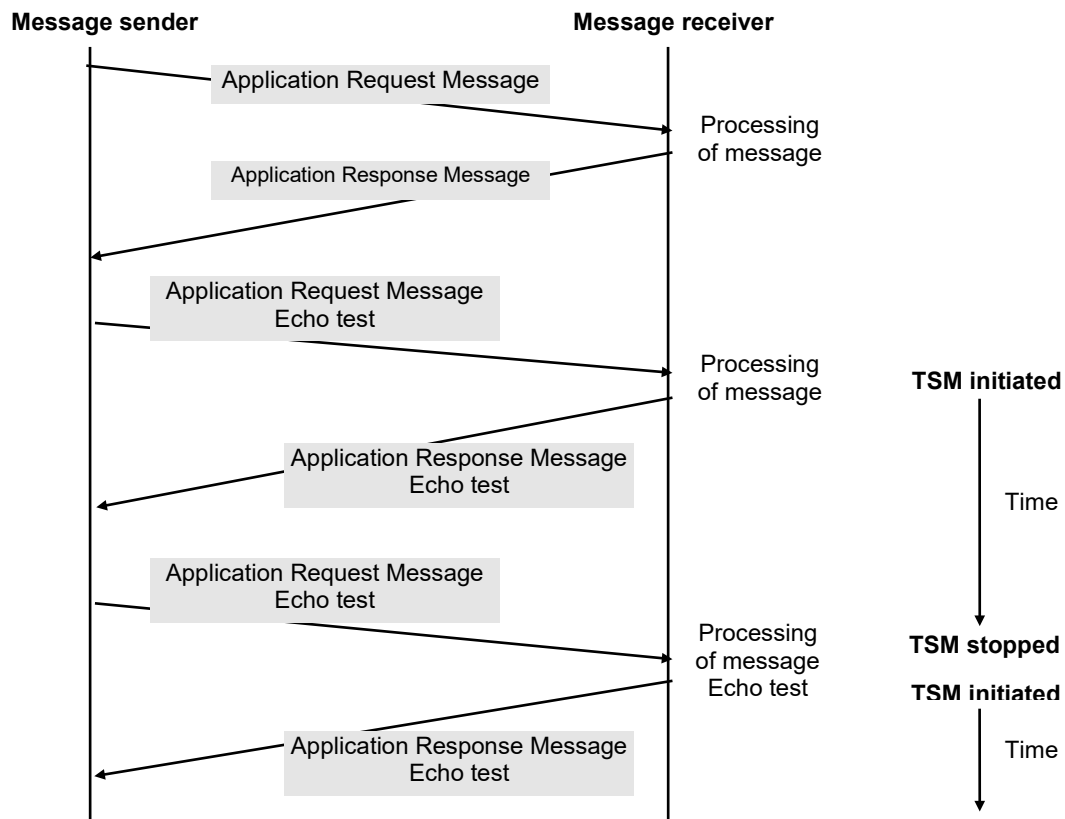 Message sender
Message receiver
Application Request Message
Processing
of message
Application Response Message
Application Request Message
Echo test
Processing
of message
TSM initiated
Application Response Message
Echo test
Time
Application Request Message
Echo test
Processing
of message
Echo test
TSM stopped
TSM initiated
Application Response Message
Echo test
Time